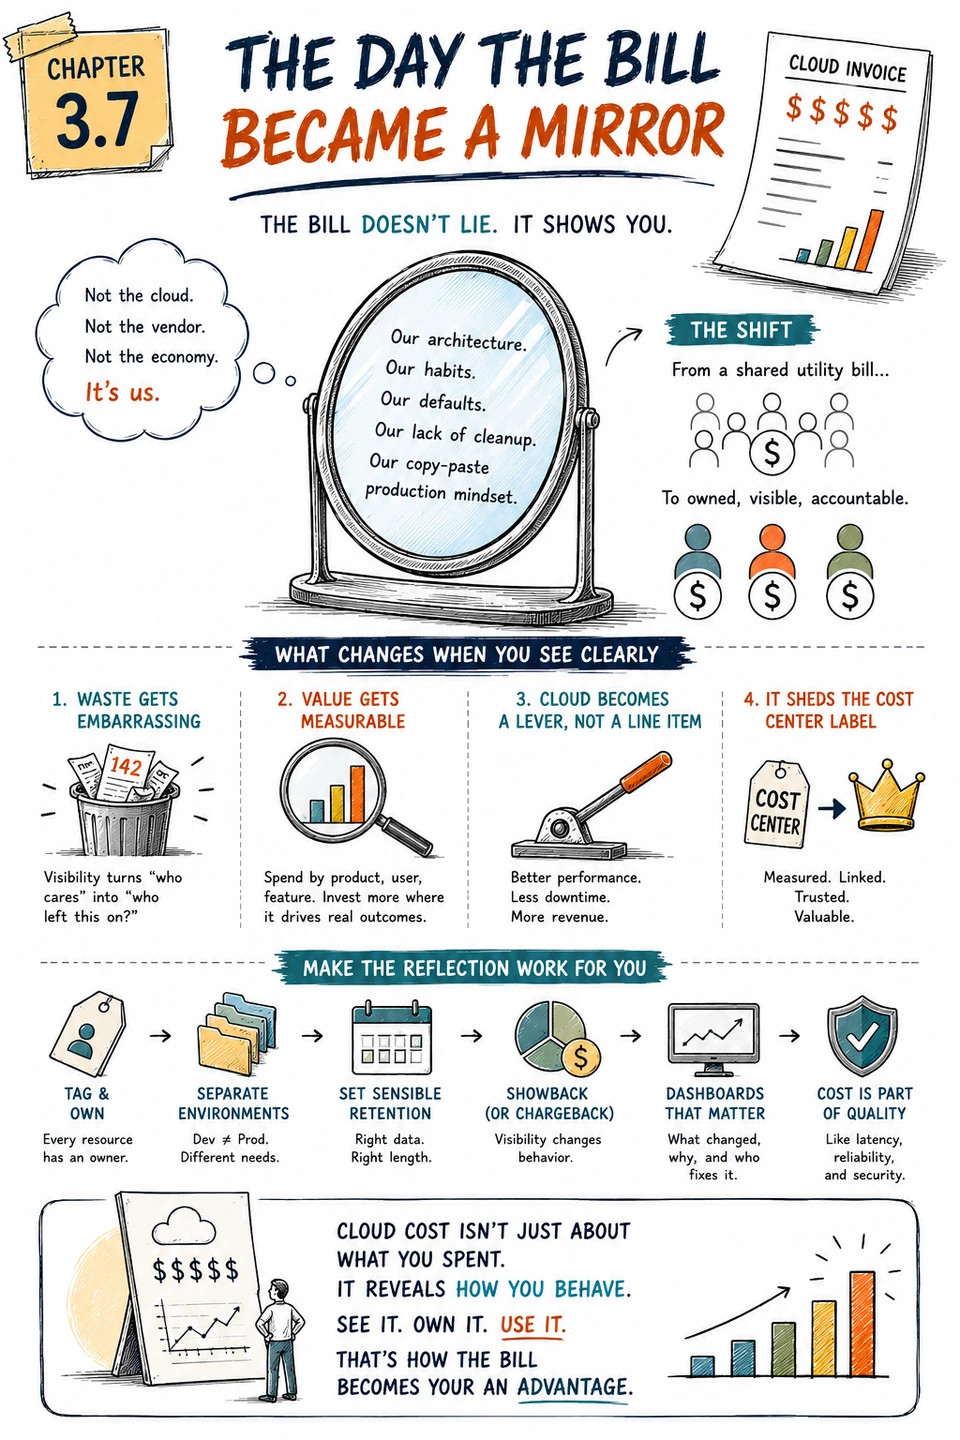 CHAPTER
3.7
THE DAY THE BILL
BECAME A MIRROR
THE BILL DOESN'T LIE. IT SHOWS YOU.
CLOUD INVOICE
$ $ $ $ $
Not the cloud.
Not the vendor.
Not the economy.
It's us.
Our architecture.
Our habits.
Our defaults.
Our lack of cleanup.
Our copy-paste
production mindset.
THE SHIFT
From a shared utility bill...
$
To owned, visible, accountable.
$ $ $
WHAT CHANGES WHEN YOU SEE CLEARLY
1. WASTE GETS
EMBARRASSING
142
Visibility turns “who
cares” into “who
left this on?”
2. VALUE GETS
MEASURABLE
Spend by product, user,
feature. Invest more where
it drives real outcomes.
3. CLOUD BECOMES
A LEVER, NOT A LINE ITEM
Better performance.
Less downtime.
More revenue.
4. IT SHEDS THE COST
CENTER LABEL
COST
CENTER
Measured. Linked.
Trusted.
Valuable.
MAKE THE REFLECTION WORK FOR YOU
TAG &
OWN
Every resource
has an owner.
SEPARATE
ENVIRONMENTS
Dev ≠ Prod.
Different needs.
SET SENSIBLE
RETENTION
Right data.
Right length.
$
SHOWBACK
(OR CHARGEBACK)
Visibility changes
behavior.
DASHBOARDS
THAT MATTER
What changed,
why, and who
fixes it.
COST IS PART
OF QUALITY
Like latency,
reliability,
and security.
$$$$$
CLOUD COST ISN'T JUST ABOUT
WHAT YOU SPENT.
IT REVEALS HOW YOU BEHAVE.
SEE IT. OWN IT. USE IT.
THAT'S HOW THE BILL
BECOMES YOUR AN ADVANTAGE.